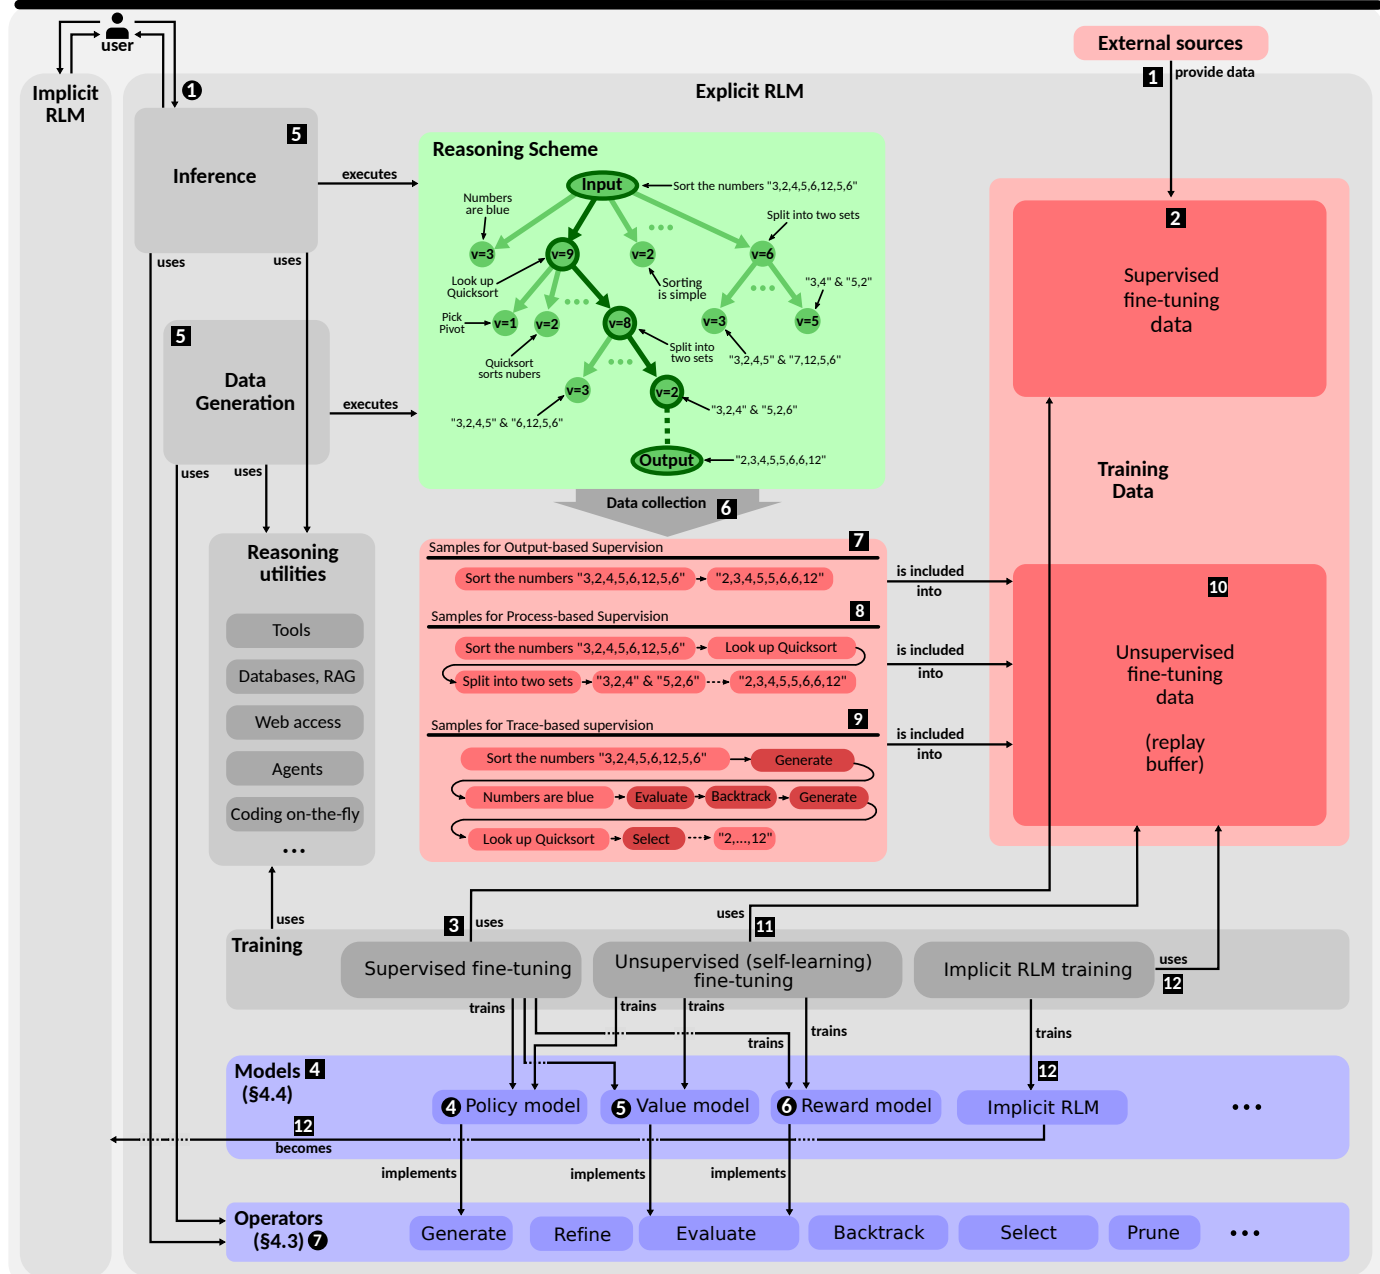 user
External sources
1
provide data
Implicit
RLM
1
Explicit RLM
5
Inference
executes
uses
uses
Reasoning Scheme
Input
Sort the numbers "3,2,4,5,6,12,5,6"
Numbers
are blue
Split into two sets
v=3
v=9
v=2
v=6
Look up
Quicksort
Sorting
is simple
"3,4" & "5,2"
Pick
Pivot
v=1
v=2
v=8
v=3
v=5
Quicksort
sorts nubers
Split into
two sets
"3,2,4,5" & "7,12,5,6"
v=3
v=2
"3,2,4,5" & "6,12,5,6"
"3,2,4" & "5,2,6"
Output
"2,3,4,5,5,6,6,12"
2
Supervised
fine-tuning
data
Training
Data
5
Data
Generation
executes
uses
uses
Data collection
6
Reasoning
utilities
Tools
Databases, RAG
Web access
Agents
Coding on-the-fly
...
Samples for Output-based Supervision
7
Sort the numbers "3,2,4,5,6,12,5,6"
"2,3,4,5,5,6,6,12"
is included
into
Samples for Process-based Supervision
8
Sort the numbers "3,2,4,5,6,12,5,6"
Look up Quicksort
Split into two sets
"3,2,4" & "5,2,6"
"2,3,4,5,5,6,6,12"
is included
into
Samples for Trace-based supervision
9
Sort the numbers "3,2,4,5,6,12,5,6"
Generate
Numbers are blue
Evaluate
Backtrack
Generate
Look up Quicksort
Select
"2,...,12"
is included
into
10
Unsupervised
fine-tuning
data
(replay
buffer)
uses
3
uses
uses
11
Training
Supervised fine-tuning
Unsupervised (self-learning)
fine-tuning
Implicit RLM training
uses
12
trains
trains
trains
trains
trains
trains
Models 4
(§4.4)
4 Policy model
5 Value model
6 Reward model
12
Implicit RLM
...
12
becomes
implements
implements
implements
Operators
(§4.3) 7
Generate
Refine
Evaluate
Backtrack
Select
Prune
...